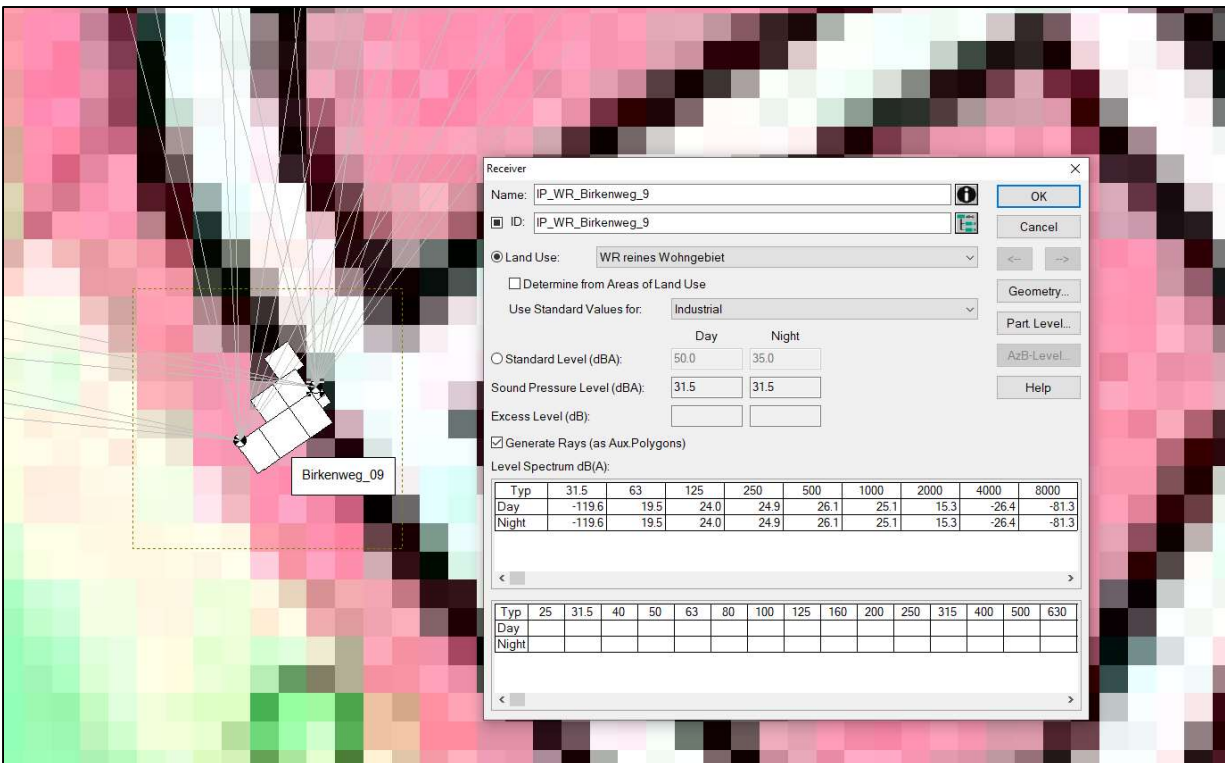 Birkenweg_09
Receiver
Name: IP_WR_Birkenweg_9
OK
ID: IP_WR_Birkenweg_9
Cancel
Land Use: WR reines Wohngebiet
<-- -->
Determine from Areas of Land Use
Geometry...
Use Standard Values for: Industrial
Part. Level...
Day Night
Standard Level (dBA): 50.0 35.0
AzB-Level...
Sound Pressure Level (dBA): 31.5 31.5
Help
Excess Level (dB):
Generate Rays (as Aux.Polygons)
Level Spectrum dB(A):
Typ 31.5 63 125 250 500 1000 2000 4000 8000
Day -119.6 19.5 24.0 24.9 26.1 25.1 15.3 -26.4 -81.3
Night -119.6 19.5 24.0 24.9 26.1 25.1 15.3 -26.4 -81.3
Typ 25 31.5 40 50 63 80 100 125 160 200 250 315 400 500 630
Day
Night